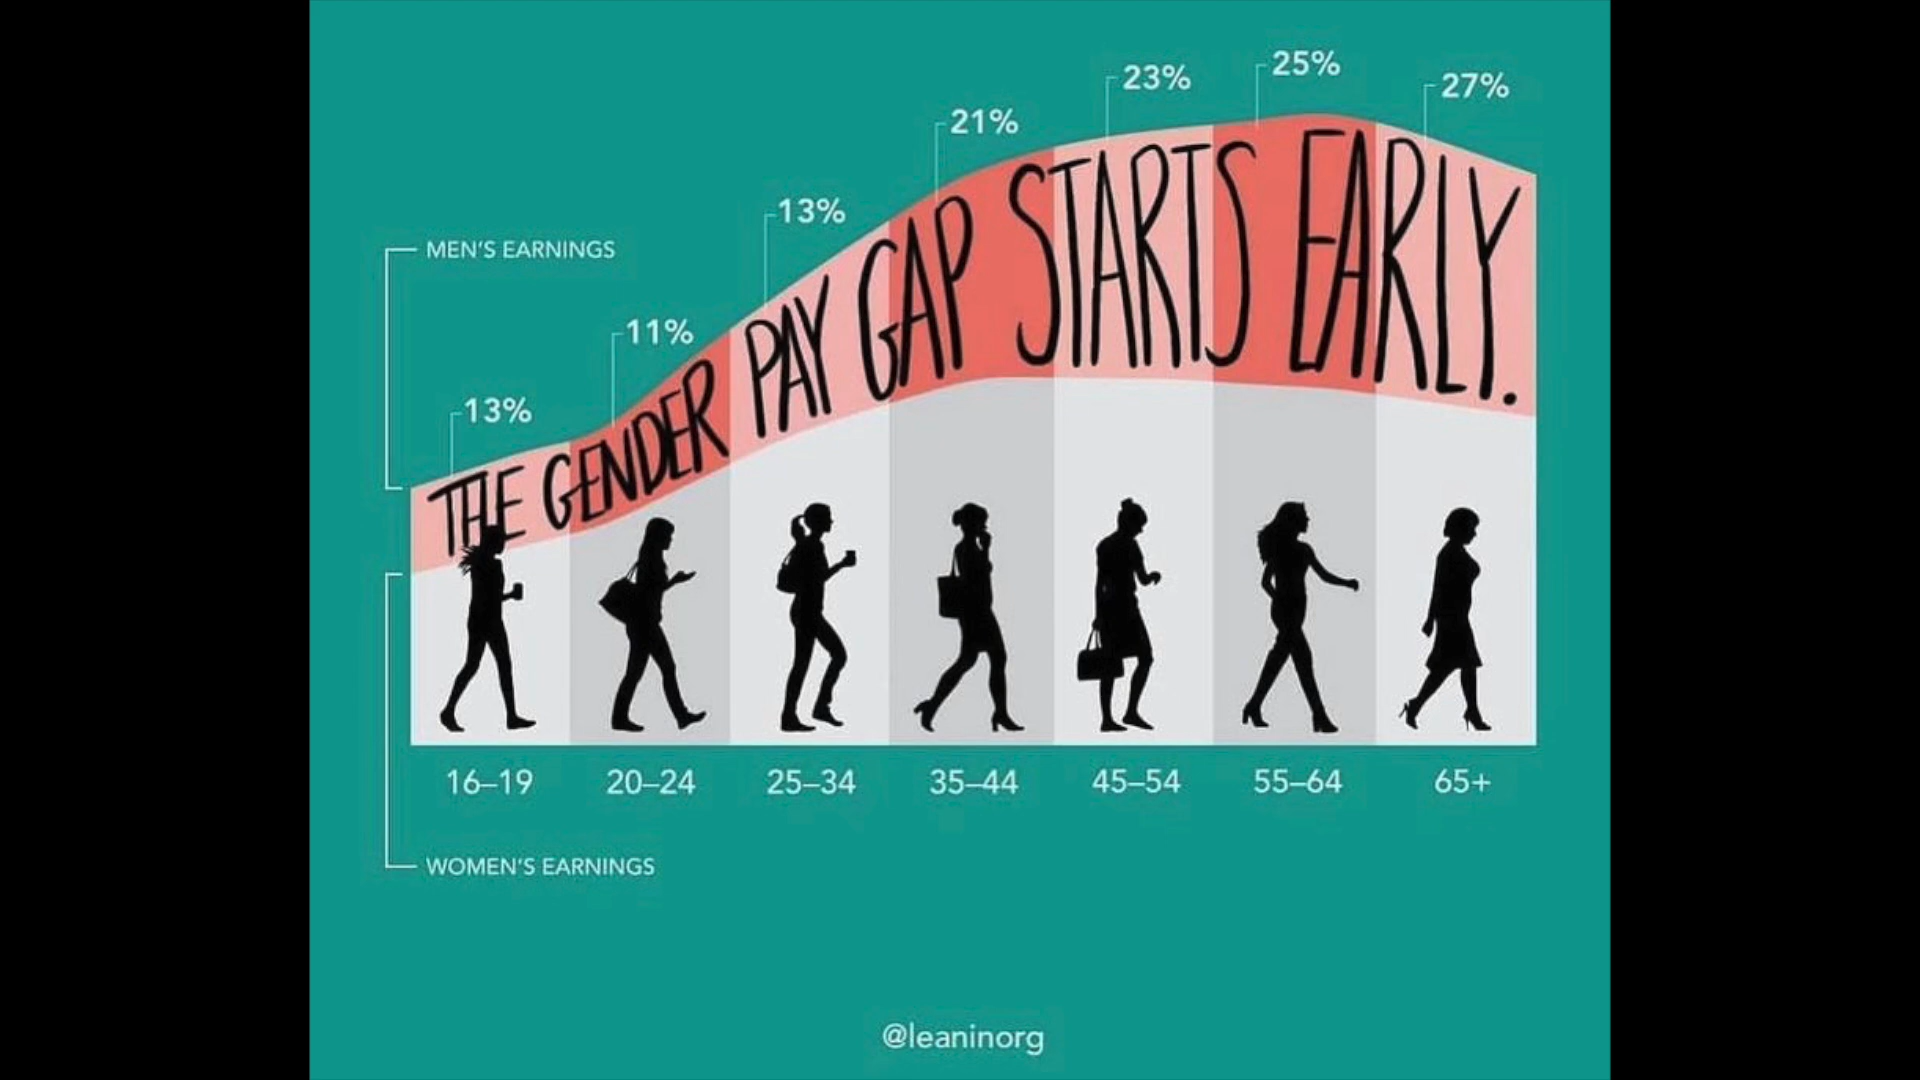 25%
23%
27%
21%
13%
MEN'S EARNINGS
11%
13%
THE GENDER PAY GAP STARTS EARLY.
16–19 20–24 25–34 35–44 45–54 55–64 65+
WOMEN'S EARNINGS
@leaninorg